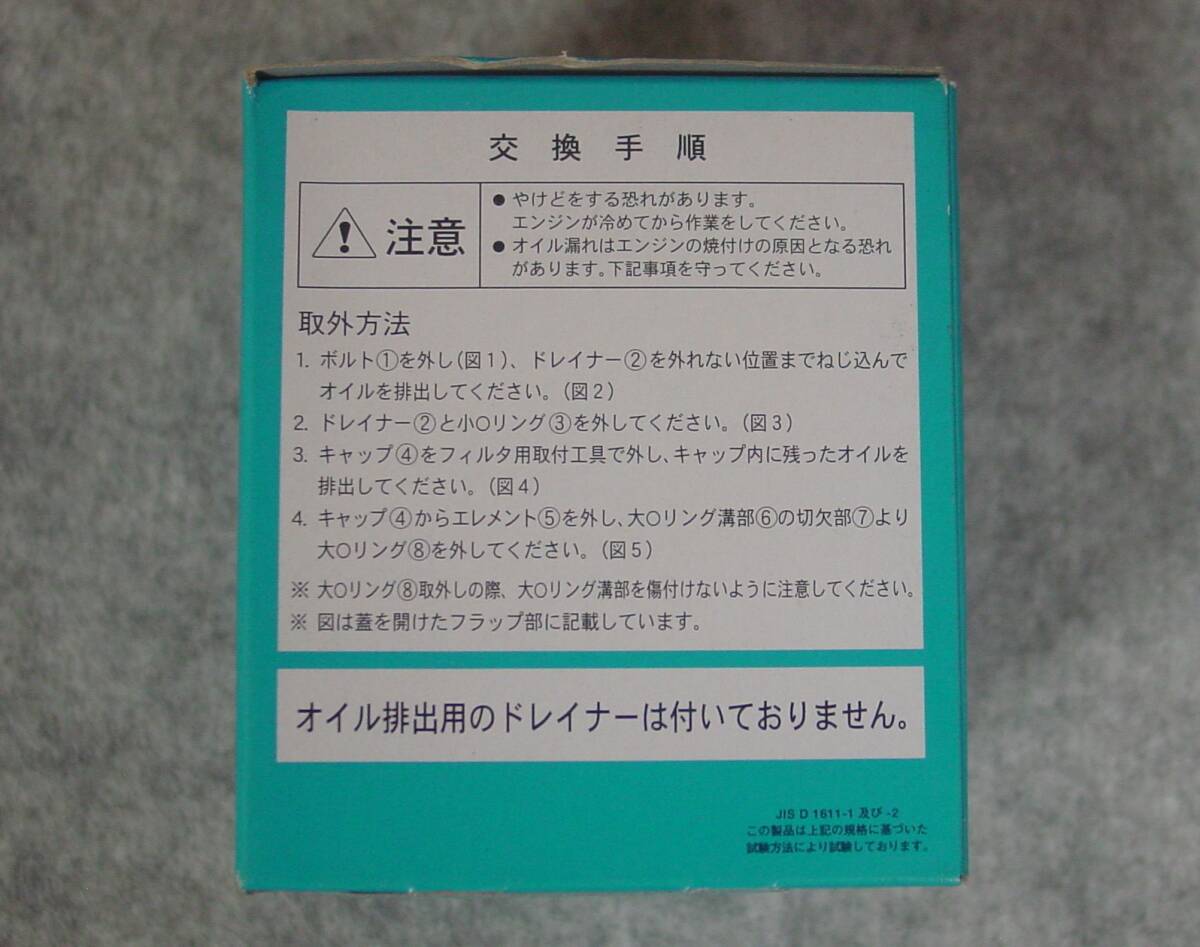 交換手順
注意
● やけどをする恐れがあります。
エンジンが冷めてから作業をしてください。
● オイル漏れはエンジンの焼付けの原因となる恐れ
があります。下記事項を守ってください。
取外方法
1. ボルト①を外し(図1)、ドレイナー②を外れない位置までねじ込んで
オイルを排出してください。(図2)
2. ドレイナー②と小Oリング③を外してください。(図3)
3. キャップ④をフィルタ用取付工具で外し、キャップ内に残ったオイルを
排出してください。(図4)
4. キャップ④からエレメント⑤を外し、大Oリング溝部⑥の切欠部⑦より
大Oリング⑧を外してください。(図5)
※ 大Oリング⑧取外しの際、大Oリング溝部を傷付けないように注意してください。
※ 図は蓋を開けたフラップ部に記載しています。
オイル排出用のドレイナーは付いておりません。
JIS D 1611-1 及び -2
この製品は上記の規格に基づいた
試験方法により試験しております。